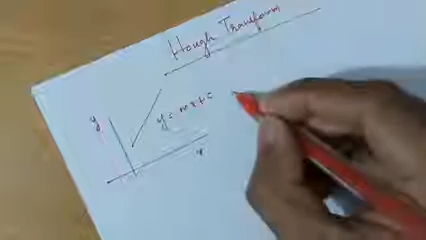 Hough Transform
y
y = mx + c
x